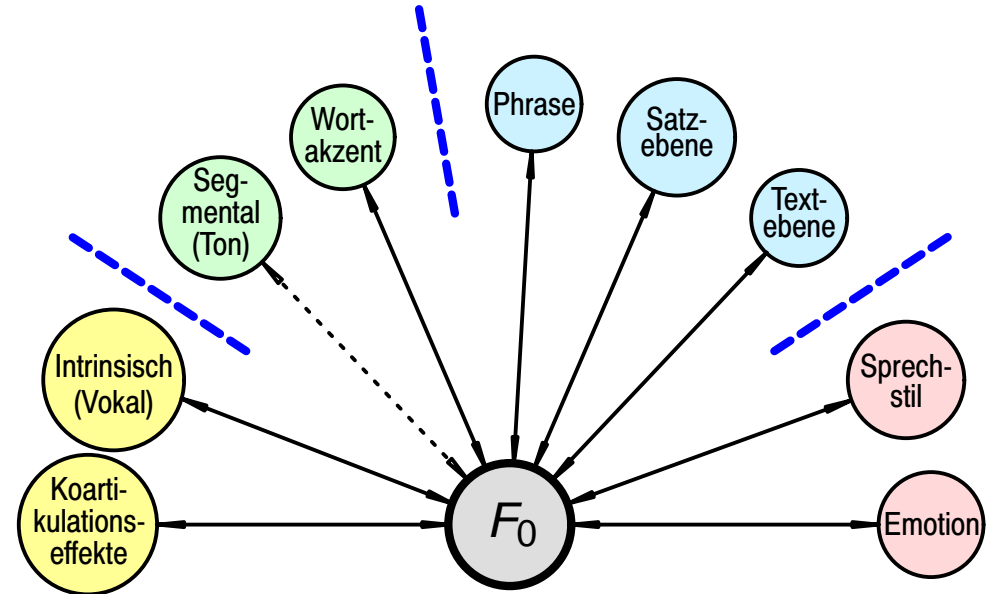 Phrase
Satz-
ebene
Wort-
akzent
Seg-
mental
(Ton)
Text-
ebene
Intrinsisch
(Vokal)
Sprech-
stil
Koarti-
kulations-
effekte
F0
Emotion